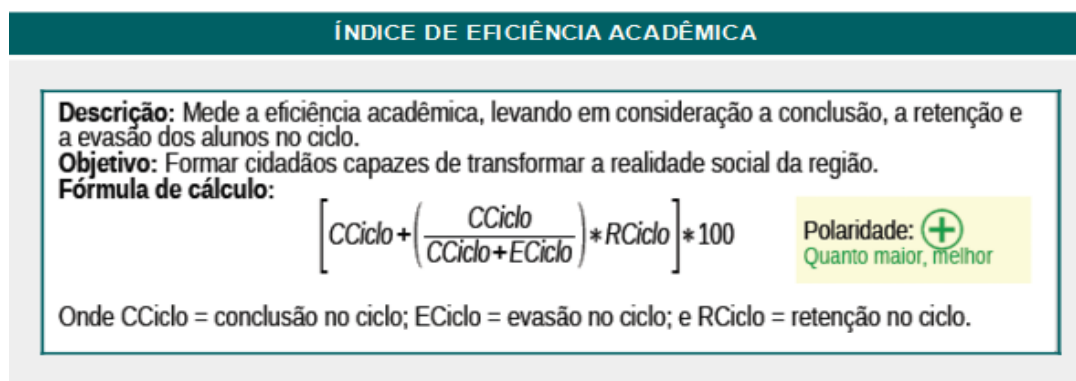 ÍNDICE DE EFICIÊNCIA ACADÊMICA
Descrição: Mede a eficiência acadêmica, levando em consideração a conclusão, a retenção e
a evasão dos alunos no ciclo.
Objetivo: Formar cidadãos capazes de transformar a realidade social da região.
Fórmula de cálculo:
[CCiclo+(CCiclo/(CCiclo+ECiclo))*RCiclo]*100
Polaridade: +
Quanto maior, melhor
Onde CCiclo = conclusão no ciclo; ECiclo = evasão no ciclo; e RCiclo = retenção no ciclo.